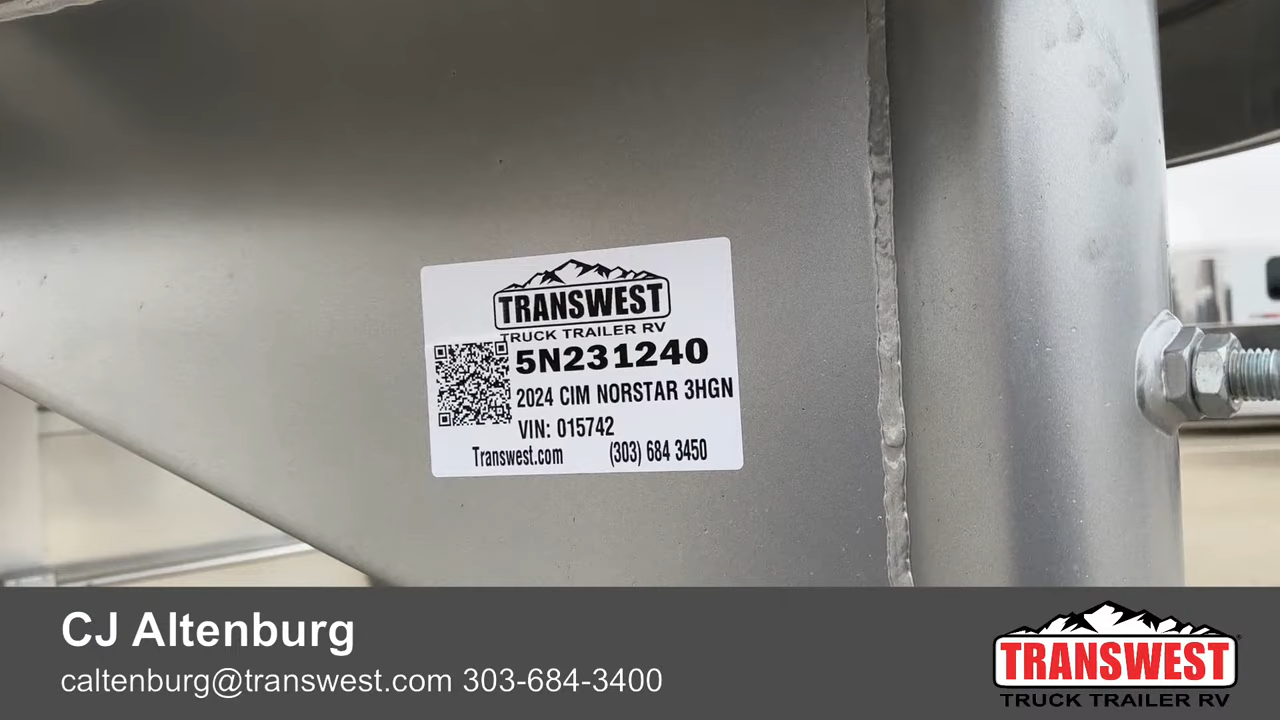 TRANSWEST
TRUCK TRAILER RV
5N231240
2024 CIM NORSTAR 3HGN
VIN: 015742
Transwest.com (303) 684 3450
CJ Altenburg
caltenburg@transwest.com 303-684-3400
TRANSWEST
TRUCK TRAILER RV